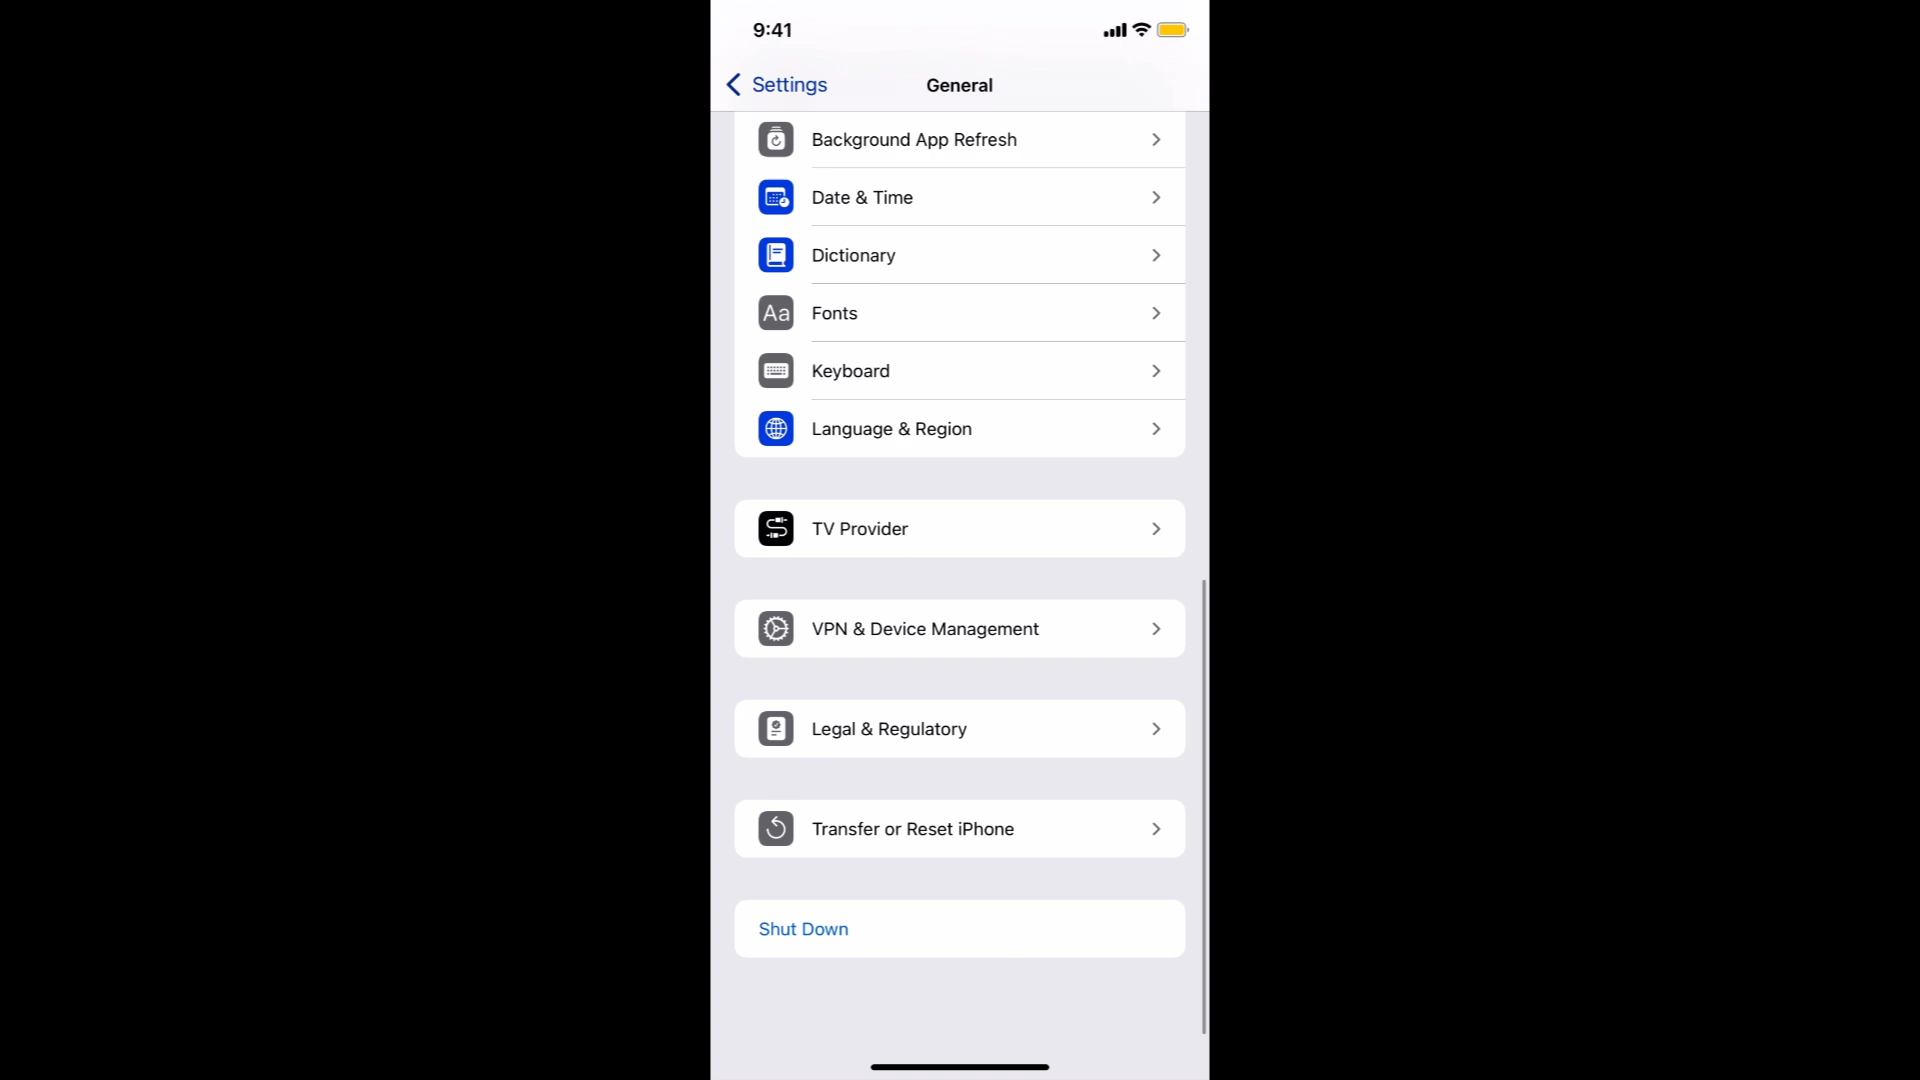 9:41
Settings
General
Background App Refresh
Date & Time
Dictionary
Aa Fonts
Keyboard
Language & Region
TV Provider
VPN & Device Management
Legal & Regulatory
Transfer or Reset iPhone
Shut Down